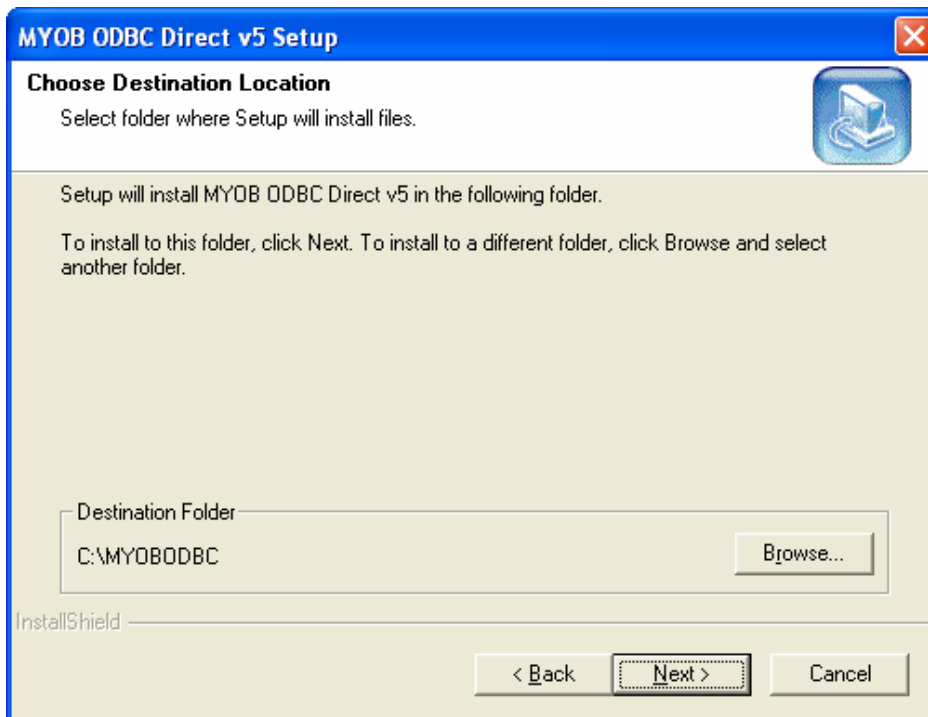 MYOB ODBC Direct v5 Setup
Choose Destination Location
Select folder where Setup will install files.
Setup will install MYOB ODBC Direct v5 in the following folder.
To install to this folder, click Next. To install to a different folder, click Browse and select
another folder.
Destination Folder
C:\MYOBODBC
Browse...
InstallShield
< Back
Next >
Cancel